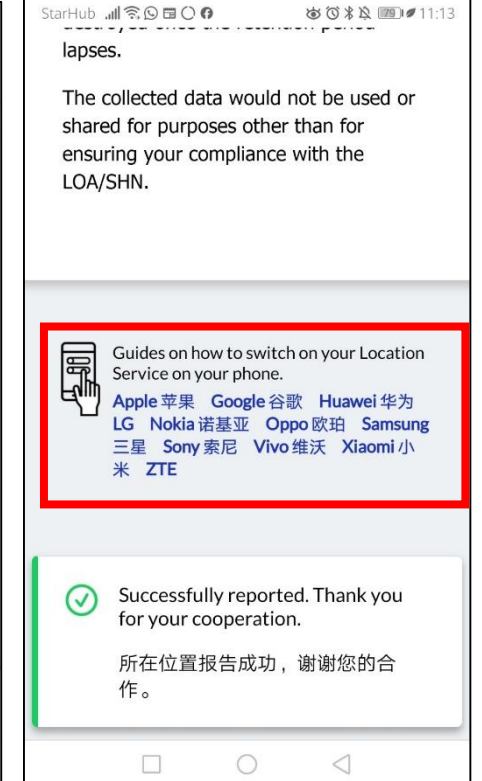 StarHub 79 11:13
lapses.
The collected data would not be used or
shared for purposes other than for
ensuring your compliance with the
LOA/SHN.
Guides on how to switch on your Location
Service on your phone.
Apple 苹果 Google 谷歌 Huawei 华为
LG Nokia 诺基亚 Oppo 欧珀 Samsung
三星 Sony 索尼 Vivo 维沃 Xiaomi 小
米 ZTE
Successfully reported. Thank you
for your cooperation.
所在位置报告成功，谢谢您的合
作。